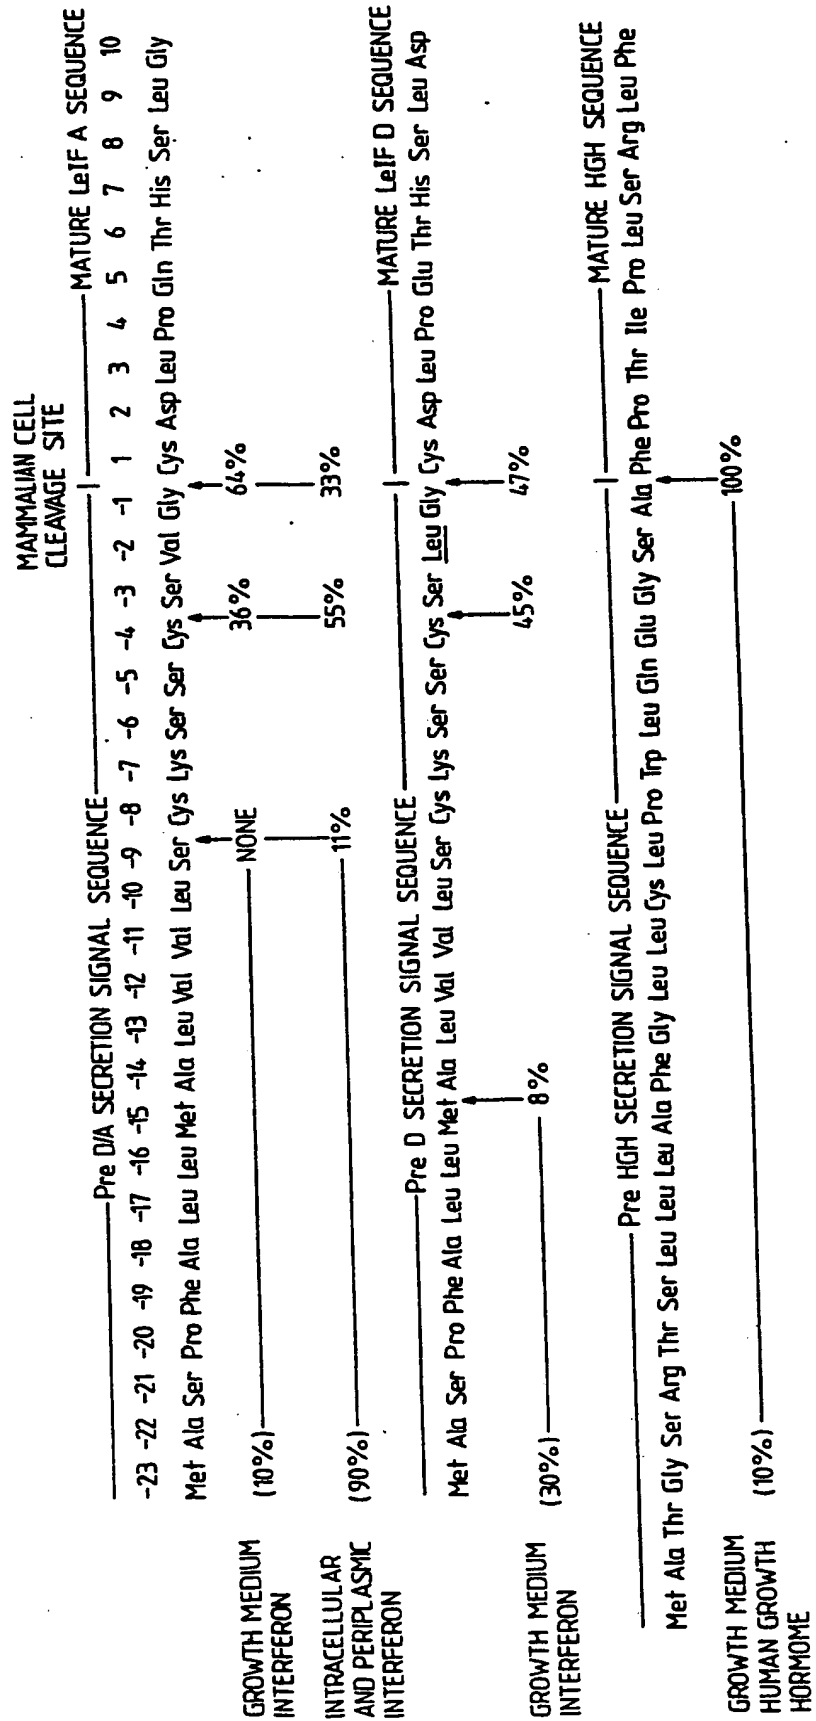 MAMMALIAN CELL
CLEAVAGE SITE
Pre D/A SECRETION SIGNAL SEQUENCE MATURE LeIF A SEQUENCE
-23 -22 -21 -20 -19 -18 -17 -16 -15 -14 -13 -12 -11 -10 -9 -8 -7 -6 -5 -4 -3 -2 -1 1 2 3 4 5 6 7 8 9 10
Met Ala Ser Pro Phe Ala Leu Leu Met Ala Leu Val Val Leu Ser Cys Lys Ser Ser Cys Ser Val Gly Cys Asp Leu Pro Gln Thr His Ser Leu Gly
GROWTH MEDIUM
INTERFERON
(10%) NONE 36% 64%
INTRACELLULAR
AND PERIPLASMIC
INTERFERON
(90%) 11% 55% 33%
Pre D SECRETION SIGNAL SEQUENCE MATURE LeIF D SEQUENCE
Met Ala Ser Pro Phe Ala Leu Leu Met Ala Leu Val Val Leu Ser Cys Lys Ser Ser Cys Ser Leu Gly Cys Asp Leu Pro Glu Thr His Ser Leu Asp
GROWTH MEDIUM
INTERFERON
(30%) 8% 45% 47%
Pre HGH SECRETION SIGNAL SEQUENCE MATURE HGH SEQUENCE
Met Ala Thr Gly Ser Arg Thr Ser Leu Leu Leu Ala Phe Gly Leu Leu Cys Leu Pro Trp Leu Gln Glu Gly Ser Ala Phe Pro Thr Ile Pro Leu Ser Arg Leu Phe
GROWTH MEDIUM
HUMAN GROWTH
HORMOME
(10%) 100%